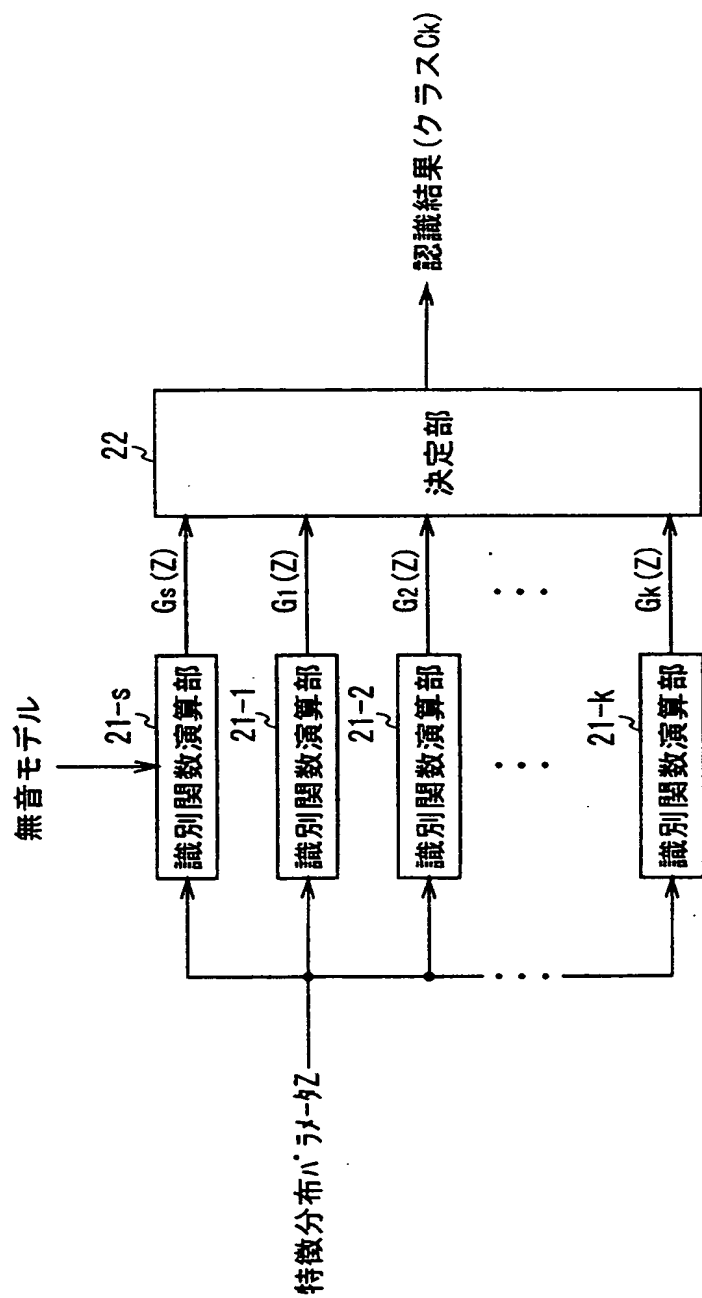 無音モデル
特徴分布パラメータZ
21-s
識別関数演算部
Gs(Z)
21-1
識別関数演算部
G1(Z)
21-2
識別関数演算部
G2(Z)
・・・
・・・
・・・
21-k
識別関数演算部
Gk(Z)
22
決定部
認識結果(クラスCk)